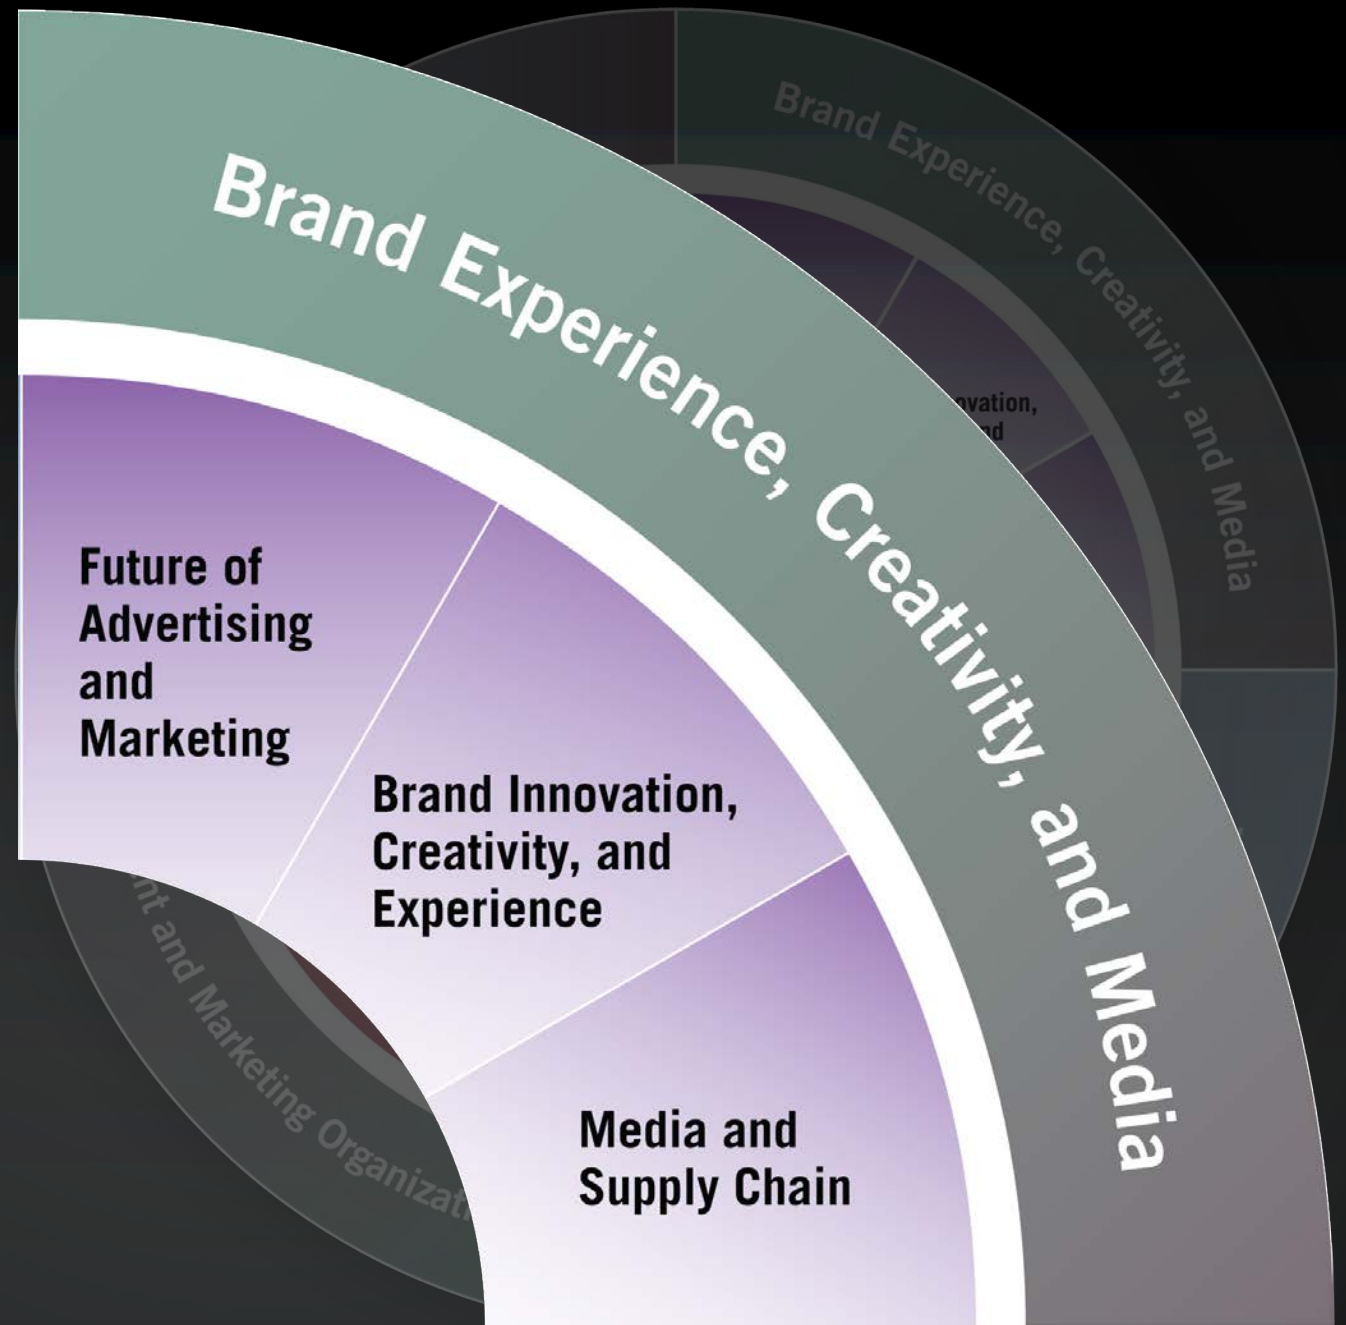 Brand Experience, Creativity, and Media
Future of
Advertising
and
Marketing
Brand Innovation,
Creativity, and
Experience
Media and
Supply Chain
Brand Experience, Creativity, and Media
and Marketing